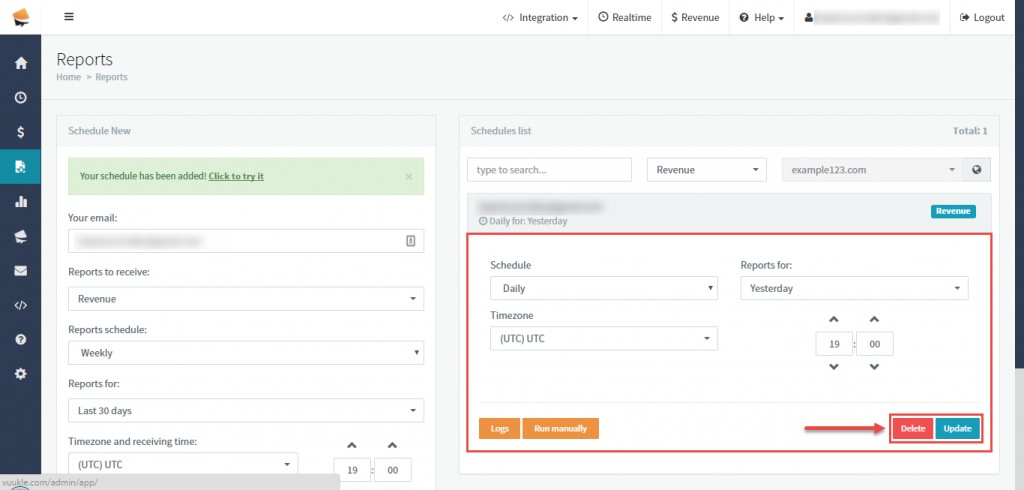 </> Integration Realtime $ Revenue Help Logout
Reports
Home > Reports
Schedule New
Your schedule has been added! Click to try it ×
Your email:
Reports to receive:
Revenue
Reports schedule:
Weekly
Reports for:
Last 30 days
Timezone and receiving time:
(UTC) UTC
19 : 00
vuukle.com/admin/app/
Schedules list Total: 1
type to search...
Revenue
example123.com
Revenue
Daily for: Yesterday
Schedule Reports for:
Daily Yesterday
Timezone
(UTC) UTC
19 : 00
Logs Run manually Delete Update